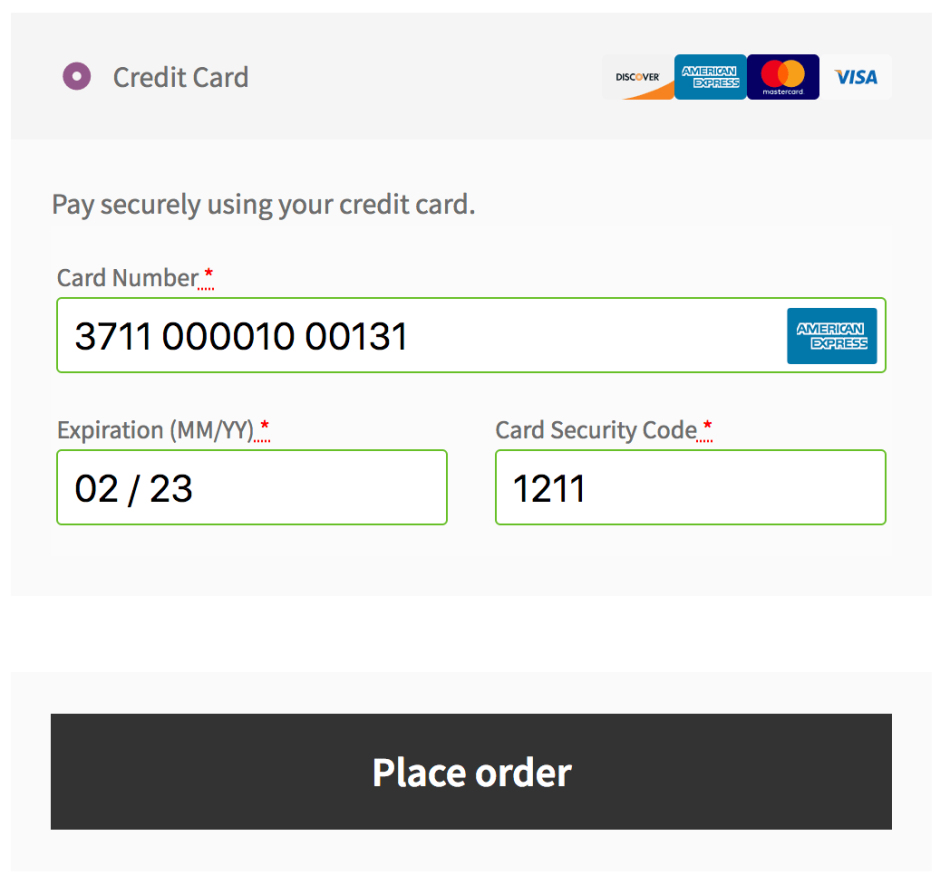 Credit Card
DISCOVER AMERICAN EXPRESS mastercard VISA
Pay securely using your credit card.
Card Number *
3711 000010 00131
AMERICAN EXPRESS
Expiration (MM/YY) *
Card Security Code *
02 / 23
1211
Place order